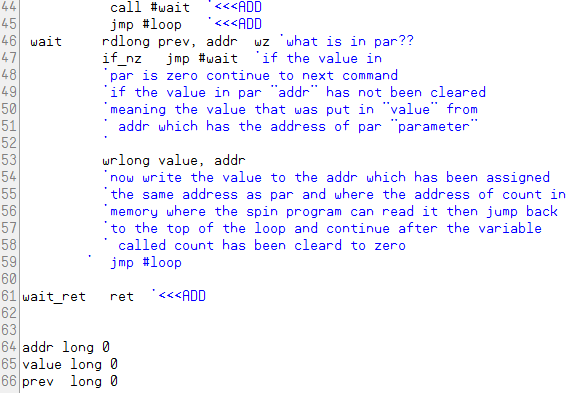 44 call #wait '<<<ADD
45 jmp #loop '<<<ADD
46 wait rdlong prev, addr wz 'what is in par??
47 if_nz jmp #wait 'if the value in
48 'par is zero continue to next command
49 'if the value in par "addr" has not been cleared
50 'meaning the value that was put in "value" from
51 ' addr which has the address of par "parameter"
52 '
53 wrlong value, addr
54 'now write the value to the addr which has been assigned
55 'the same address as par and where the address of count in
56 'memory where the spin program can read it then jump back
57 'to the top of the loop and continue after the variable
58 ' called count has been cleard to zero
59 ' jmp #loop
60
61 wait_ret ret '<<<ADD
62
63
64 addr long 0
65 value long 0
66 prev long 0